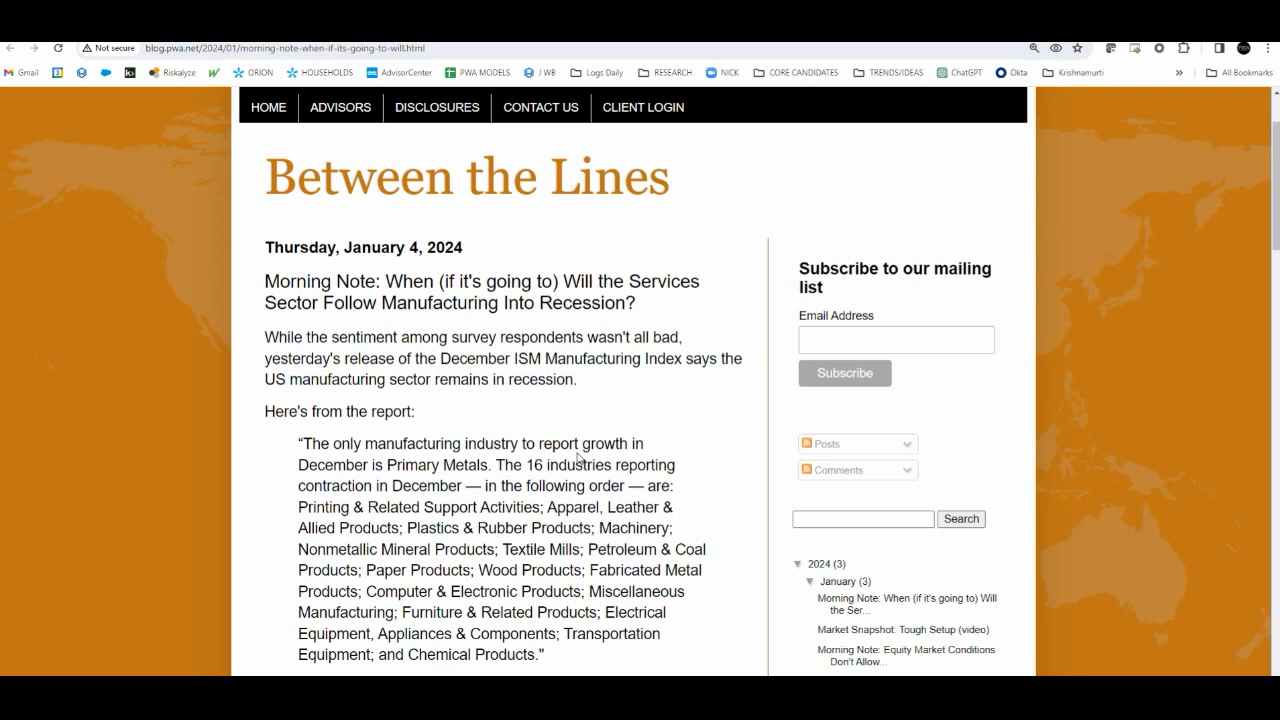 Not secure
blog.pwa.net/2024/01/morning-note-when-if-its-going-to-will.html
Gmail
Riskalyze
ORION
HOUSEHOLDS
AdvisorCenter
PWA MODELS
J WB
Logs Daily
RESEARCH
NICK
CORE CANDIDATES
TRENDS/IDEAS
ChatGPT
Okta
Krishnamurti
»
All Bookmarks
HOME
ADVISORS
DISCLOSURES
CONTACT US
CLIENT LOGIN
Between the Lines
Thursday, January 4, 2024
Morning Note: When (if it's going to) Will the Services
Sector Follow Manufacturing Into Recession?
While the sentiment among survey respondents wasn't all bad,
yesterday's release of the December ISM Manufacturing Index says the
US manufacturing sector remains in recession.
Here's from the report:
“The only manufacturing industry to report growth in
December is Primary Metals. The 16 industries reporting
contraction in December — in the following order — are:
Printing & Related Support Activities; Apparel, Leather &
Allied Products; Plastics & Rubber Products; Machinery;
Nonmetallic Mineral Products; Textile Mills; Petroleum & Coal
Products; Paper Products; Wood Products; Fabricated Metal
Products; Computer & Electronic Products; Miscellaneous
Manufacturing; Furniture & Related Products; Electrical
Equipment, Appliances & Components; Transportation
Equipment; and Chemical Products."
Subscribe to our mailing
list
Email Address
Subscribe
Posts
Comments
Search
2024 (3)
January (3)
Morning Note: When (if it's going to) Will
the Ser...
Market Snapshot: Tough Setup (video)
Morning Note: Equity Market Conditions
Don't Allow...